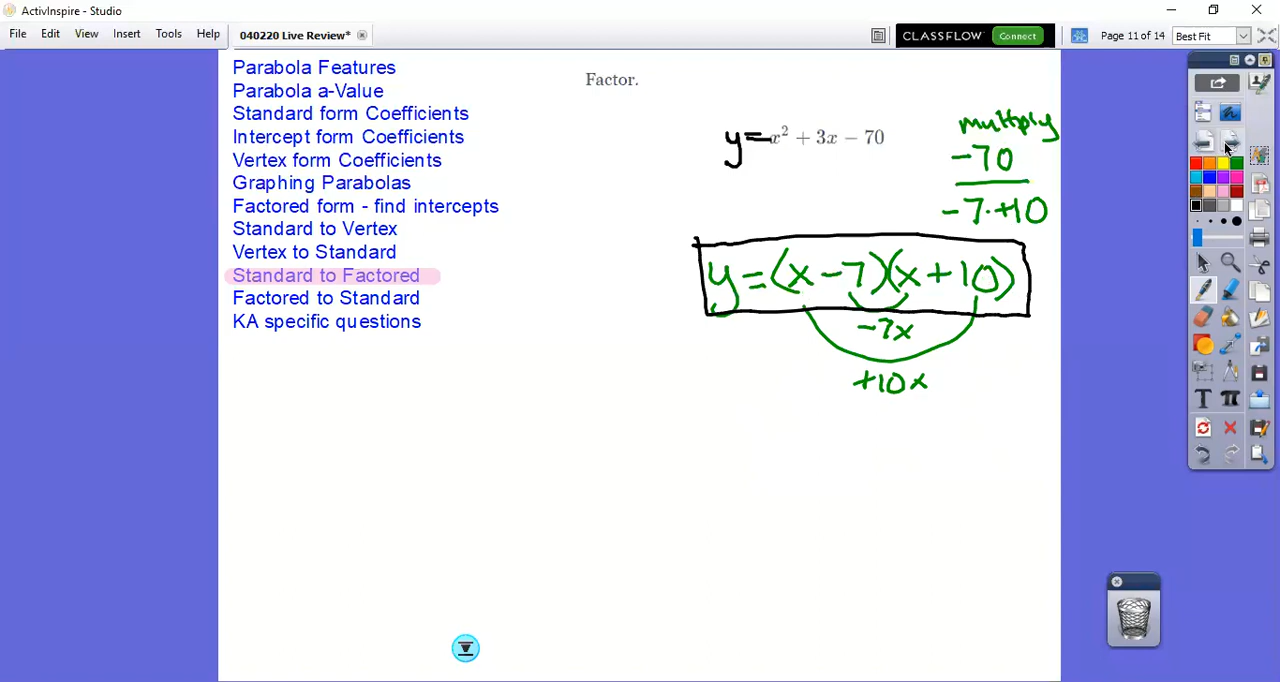 ActivInspire - Studio
File Edit View Insert Tools Help 040220 Live Review* CLASSFLOW Connect Page 11 of 14 Best Fit
Parabola Features
Parabola a-Value
Standard form Coefficients
Intercept form Coefficients
Vertex form Coefficients
Graphing Parabolas
Factored form - find intercepts
Standard to Vertex
Vertex to Standard
Standard to Factored
Factored to Standard
KA specific questions
Factor.
y=x² + 3x − 70
multiply
-70
-7·+10
y=(x-7)(x+10)
-7x
+10x
T π